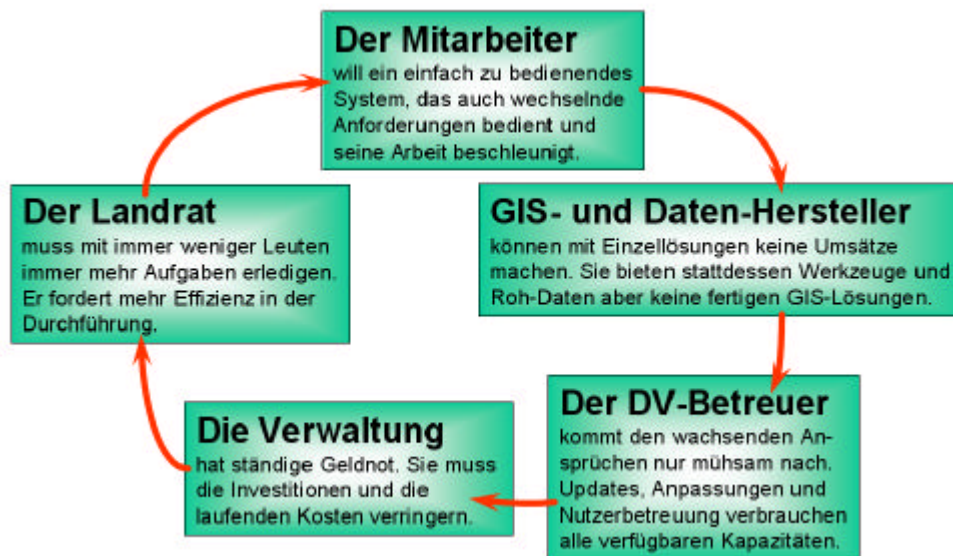 Der Mitarbeiter
will ein einfach zu bedienendes
System, das auch wechselnde
Anforderungen bedient und
seine Arbeit beschleunigt.
GIS- und Daten-Hersteller
können mit Einzellösungen keine Umsätze
machen. Sie bieten stattdessen Werkzeuge und
Roh-Daten aber keine fertigen GIS-Lösungen.
Der DV-Betreuer
kommt den wachsenden An-
sprüchen nur mühsam nach.
Updates, Anpassungen und
Nutzerbetreuung verbrauchen
alle verfügbaren Kapazitäten.
Die Verwaltung
hat ständige Geldnot. Sie muss
die Investitionen und die
laufenden Kosten verringern.
Der Landrat
muss mit immer weniger Leuten
immer mehr Aufgaben erledigen.
Er fordert mehr Effizienz in der
Durchführung.